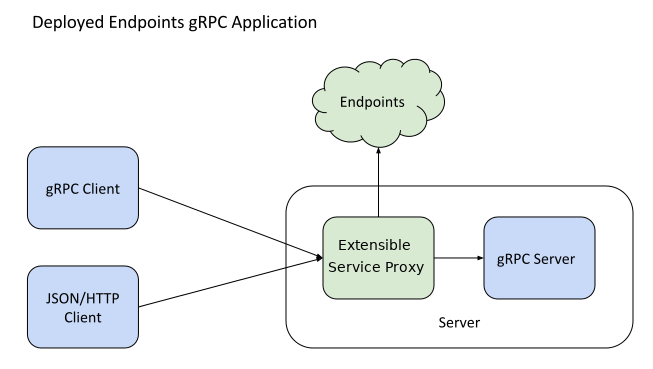 Deployed Endpoints gRPC Application
Endpoints
gRPC Client
Extensible
Service Proxy
gRPC Server
JSON/HTTP
Client
Server